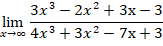 lim x→∞ (3x³ − 2x² + 3x − 3)/(4x³ + 3x² − 7x + 3)